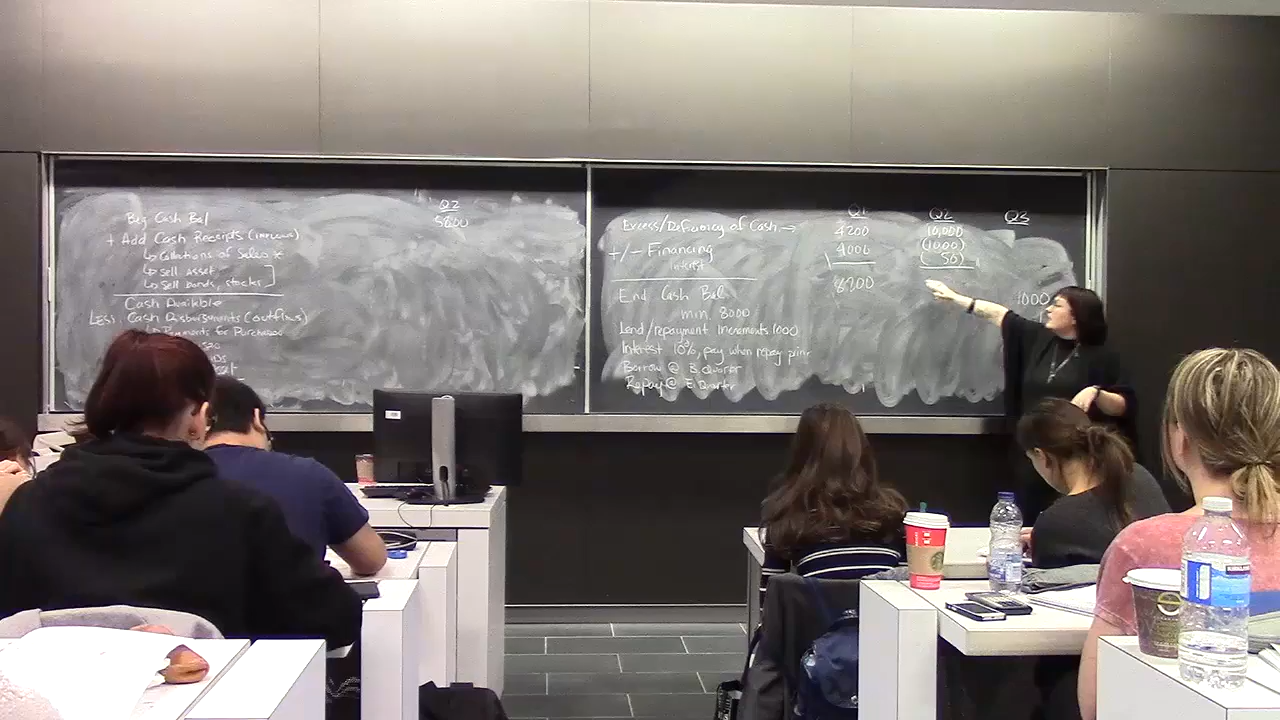 Q2
Beg Cash Bal 5800
+ Add Cash Receipts
↳ Collections of Sales *
↳ Sell Asset
↳ Sell bonds, stocks
Cash Available
Less: Cash Disbursements (outflows)
↳ Payments for Purchases
Q1 Q2 Q3
Excess/Deficiency of Cash → 4200 10,000
+/- Financing 4000 (1000)
Interest (50)
End Cash Bal 8200 1000
min. 8000
Lend/repayment increments 1000
Interest 10%, pay when repay princ
Borrow @ B. Quarter
Repay @ E Quarter